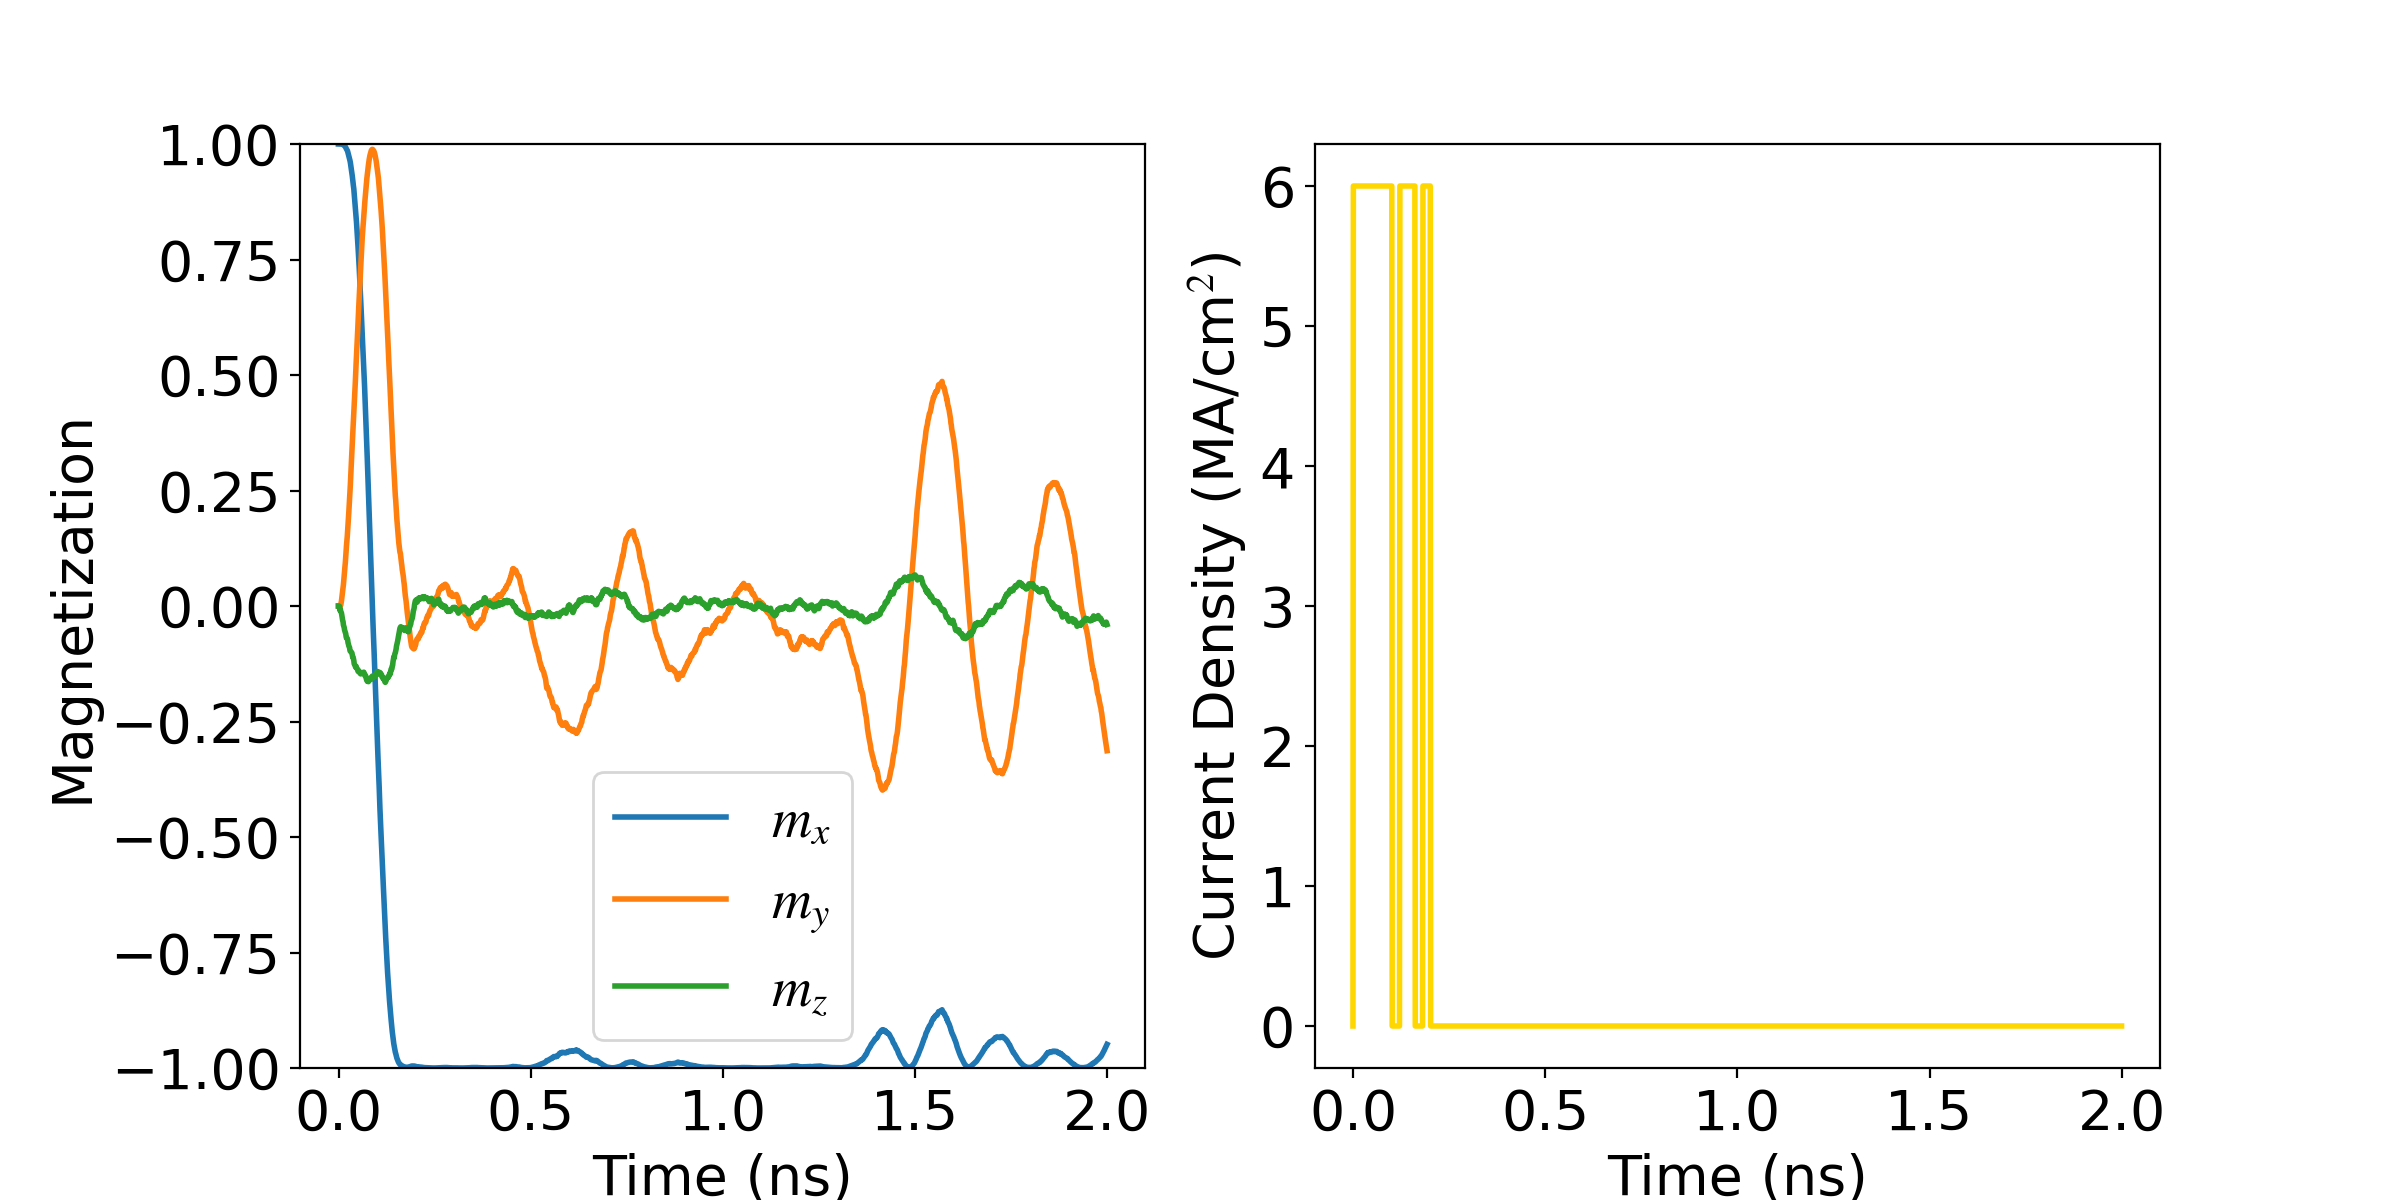 1.00
0.75
0.50
0.25
0.00
−0.25
−0.50
−0.75
−1.00
Magnetization
m_x
m_y
m_z
0.0 0.5 1.0 1.5 2.0
Time (ns)
6
5
4
3
2
1
0
Current Density (MA/cm²)
0.0 0.5 1.0 1.5 2.0
Time (ns)